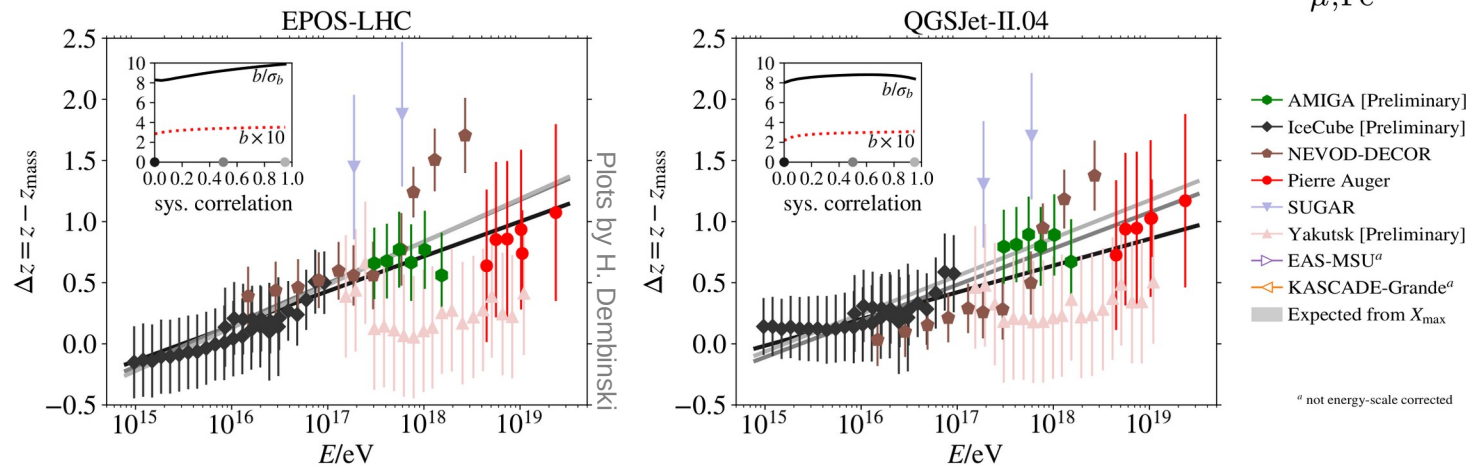 μ,Fe
EPOS-LHC
2.5
2.0
1.5
1.0
0.5
0.0
−0.5
Δz = z − z_mass
10
8
6
4
2
0
b/σ_b
b × 10
0.0 0.2 0.4 0.6 0.8 1.0
sys. correlation
10^15 10^16 10^17 10^18 10^19
E/eV
Plots by H. Dembinski
QGSJet-II.04
2.5
2.0
1.5
1.0
0.5
0.0
−0.5
Δz = z − z_mass
10
8
6
4
2
0
b/σ_b
b × 10
0.0 0.2 0.4 0.6 0.8 1.0
sys. correlation
10^15 10^16 10^17 10^18 10^19
E/eV
AMIGA [Preliminary]
IceCube [Preliminary]
NEVOD-DECOR
Pierre Auger
SUGAR
Yakutsk [Preliminary]
EAS-MSU^a
KASCADE-Grande^a
Expected from X_max
^a not energy-scale corrected